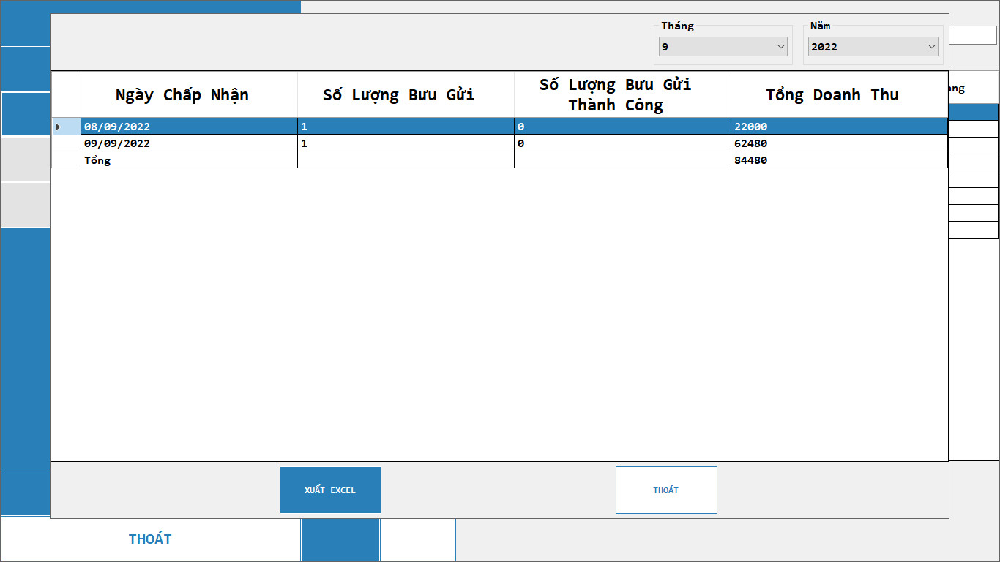 Tháng
Năm
9
2022
Ngày Chấp Nhận
Số Lượng Bưu Gửi
Số Lượng Bưu Gửi
Thành Công
Tổng Doanh Thu
08/09/2022 1 0 22000
09/09/2022 1 0 62480
Tổng 84480
XUẤT EXCEL
THOÁT
THOÁT